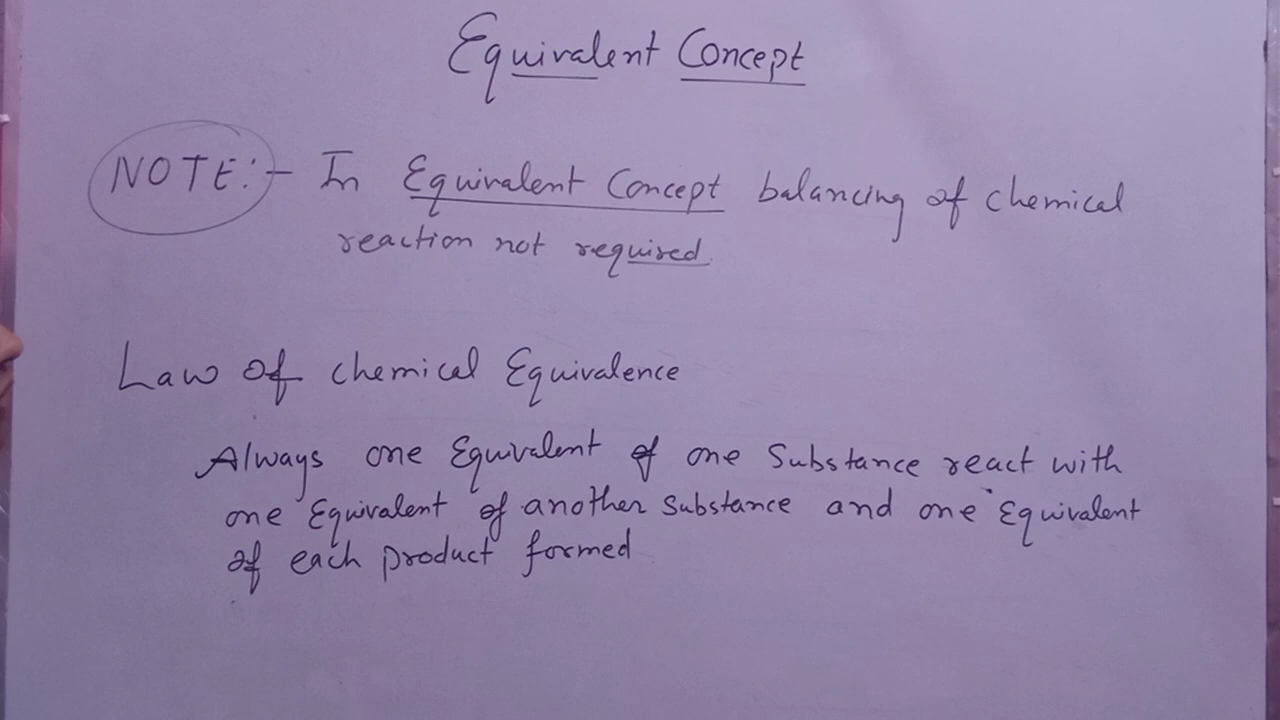 Equivalent Concept
NOTE:- In Equivalent Concept balancing of chemical
reaction not required.
Law of chemical Equivalence
Always one Equivalent of one Substance react with
one Equivalent of another substance and one Equivalent
of each product formed